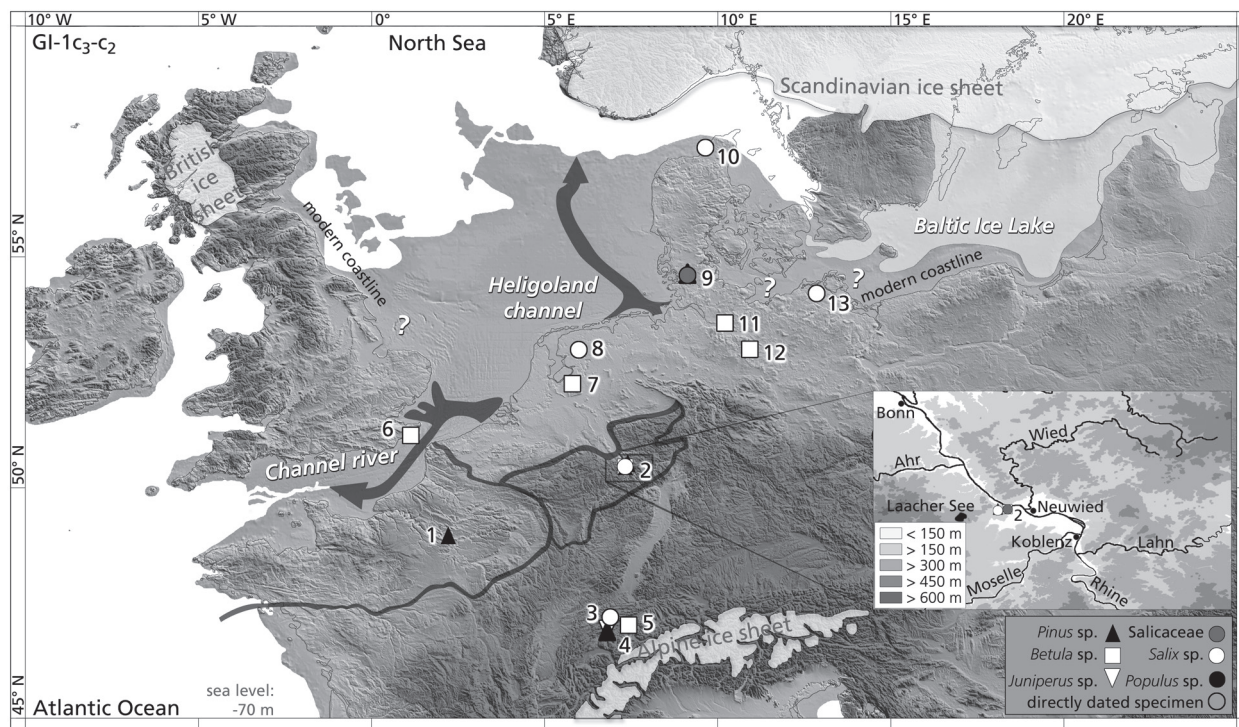 10° W 5° W 0° 5° E 10° E 15° E 20° E
GI-1c3-c2
North Sea
Scandinavian ice sheet
British
ice
sheet
10
modern coastline
55° N
Baltic Ice Lake
Heligoland
channel
9
?
?
13
modern coastline
?
11
8
12
7
6
Channel river
50° N
2
1
3
5
4
Alpine ice sheet
45° N
sea level:
-70 m
Atlantic Ocean
Bonn
Wied
Ahr
Laacher See
2
Neuwied
Koblenz
Lahn
Moselle
Rhine
< 150 m
> 150 m
> 300 m
> 450 m
> 600 m
Pinus sp. Salicaceae
Betula sp. Salix sp.
Juniperus sp. Populus sp.
directly dated specimen